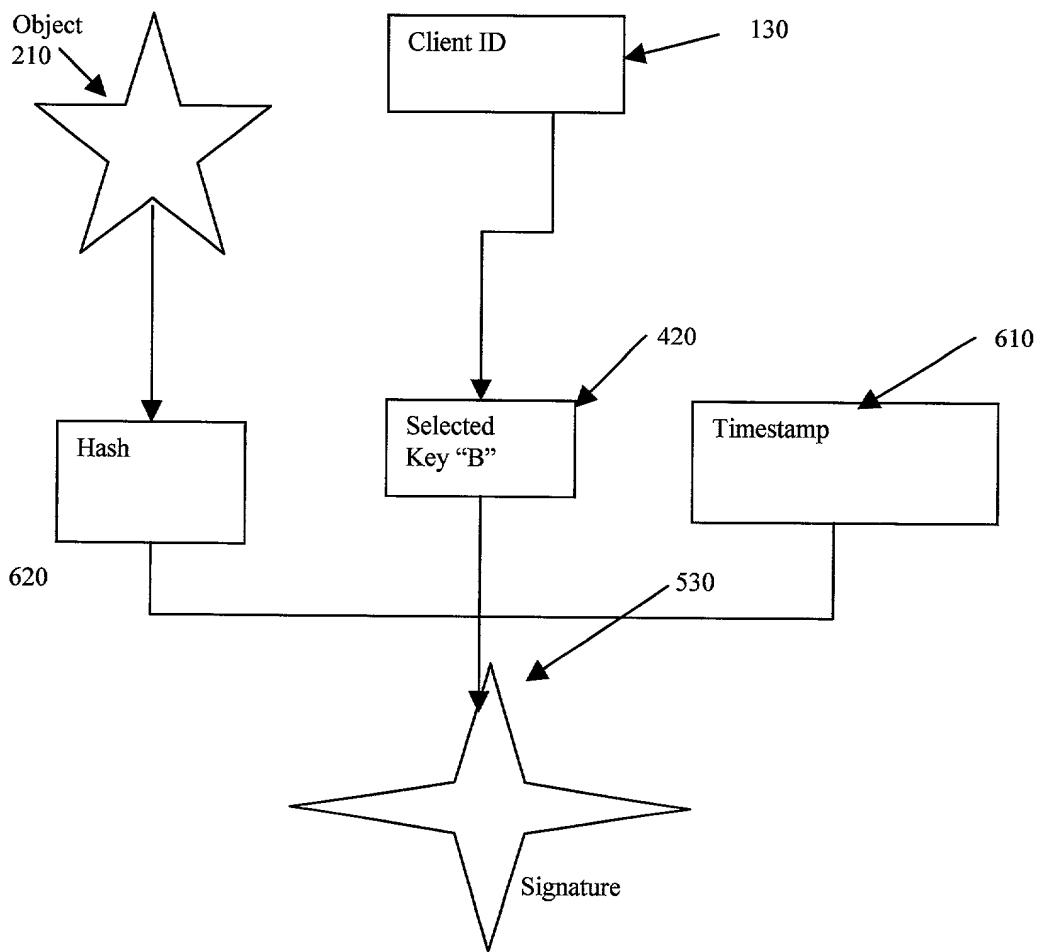 Object
210
Client ID
130
420
610
Hash
Selected
Key “B”
Timestamp
620
530
Signature